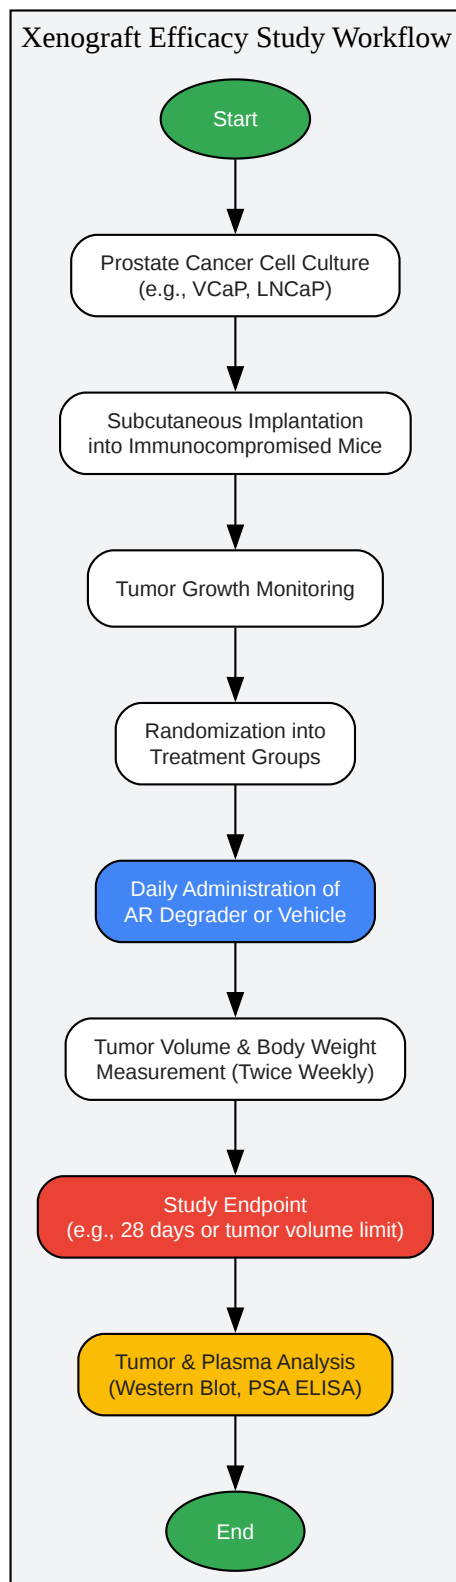 Xenograft Efficacy Study Workflow
Start
Prostate Cancer Cell Culture
(e.g., VCaP, LNCaP)
Subcutaneous Implantation
into Immunocompromised Mice
Tumor Growth Monitoring
Randomization into
Treatment Groups
Daily Administration of
AR Degrader or Vehicle
Tumor Volume & Body Weight
Measurement (Twice Weekly)
Study Endpoint
(e.g., 28 days or tumor volume limit)
Tumor & Plasma Analysis
(Western Blot, PSA ELISA)
End